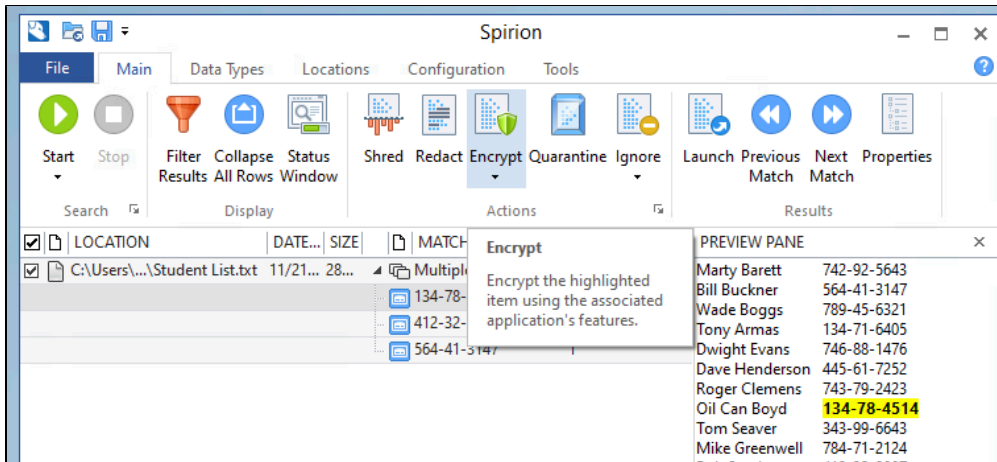 Spirion
File Main Data Types Locations Configuration Tools
Start Stop Filter Results Collapse All Rows Status Window Shred Redact Encrypt Quarantine Ignore Launch Previous Match Next Match Properties
Search Display Actions Results
LOCATION DATE... SIZE MATCH PREVIEW PANE
C:\Users\...\Student List.txt 11/21... 28... Multiple
134-78-
412-32-
564-41-3147 1
Encrypt
Encrypt the highlighted
item using the associated
application's features.
Marty Barett 742-92-5643
Bill Buckner 564-41-3147
Wade Boggs 789-45-6321
Tony Armas 134-71-6405
Dwight Evans 746-88-1476
Dave Henderson 445-61-7252
Roger Clemens 743-79-2423
Oil Can Boyd 134-78-4514
Tom Seaver 343-99-6643
Mike Greenwell 784-71-2124